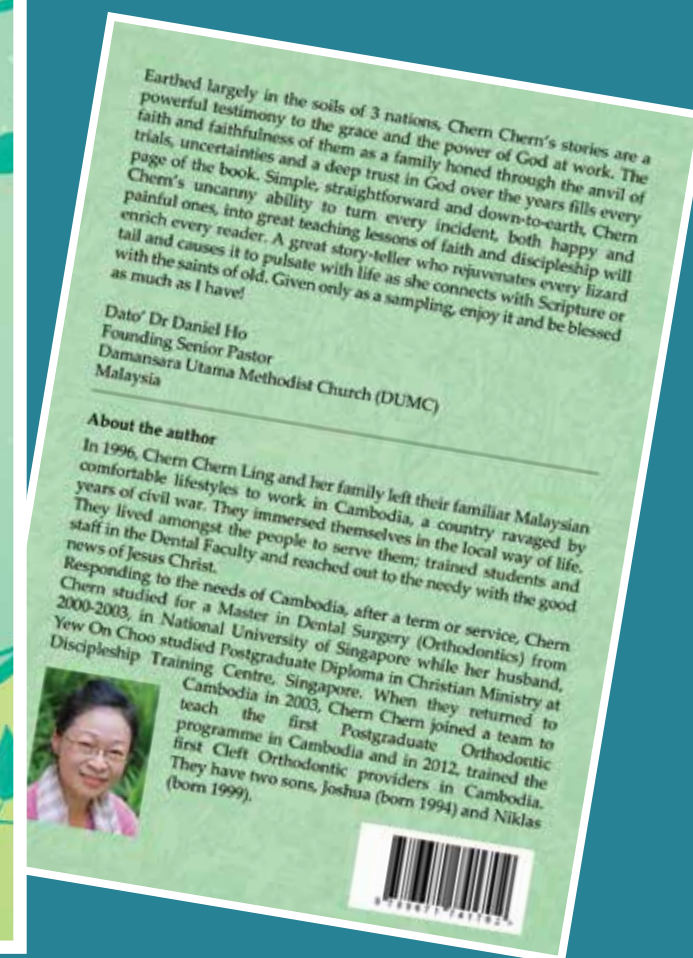 Earthed largely in the soils of 3 nations, Chern Chern's stories are a
powerful testimony to the grace and the power of God at work. The
faith and faithfulness of them as a family honed through the anvil of
trials, uncertainties and a deep trust in God over the years fills every
page of the book. Simple, straightforward and down-to-earth, Chern
Chern's uncanny ability to turn every incident, both happy and
painful ones, into great teaching lessons of faith and discipleship will
enrich every reader. A great story-teller who rejuvenates every lizard
tail and causes it to pulsate with life as she connects with Scripture or
with the saints of old. Given only as a sampling, enjoy it and be blessed
as much as I have!
Dato' Dr Daniel Ho
Founding Senior Pastor
Damansara Utama Methodist Church (DUMC)
Malaysia
About the author
In 1996, Chern Chern Ling and her family left their familiar Malaysian
comfortable lifestyles to work in Cambodia, a country ravaged by
years of civil war. They immersed themselves in the local way of life.
They lived amongst the people to serve them; trained students and
staff in the Dental Faculty and reached out to the needy with the good
news of Jesus Christ.
Responding to the needs of Cambodia, after a term or service, Chern
Chern studied for a Master in Dental Surgery (Orthodontics) from
2000-2003, in National University of Singapore while her husband,
Yew On Choo studied Postgraduate Diploma in Christian Ministry at
Discipleship Training Centre, Singapore. When they returned to
Cambodia in 2003, Chern Chern joined a team to
teach the first Postgraduate Orthodontic
programme in Cambodia and in 2012, trained the
first Cleft Orthodontic providers in Cambodia.
They have two sons, Joshua (born 1994) and Niklas
(born 1999).